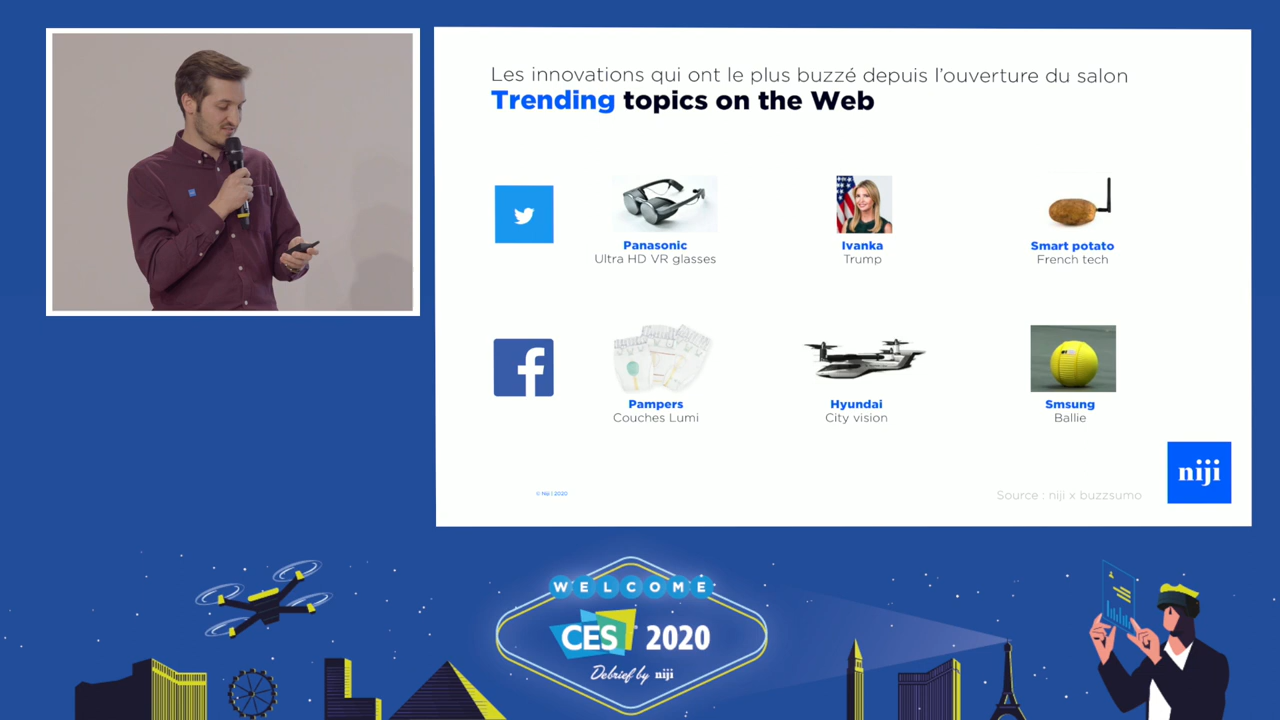 Les innovations qui ont le plus buzzé depuis l'ouverture du salon
Trending topics on the Web
Panasonic
Ultra HD VR glasses
Ivanka
Trump
Smart potato
French tech
Pampers
Couches Lumi
Hyundai
City vision
Smsung
Ballie
niji
© Niji I 2020
Source : niji x buzzsumo
WELCOME
CES 2020
Debrief by niji